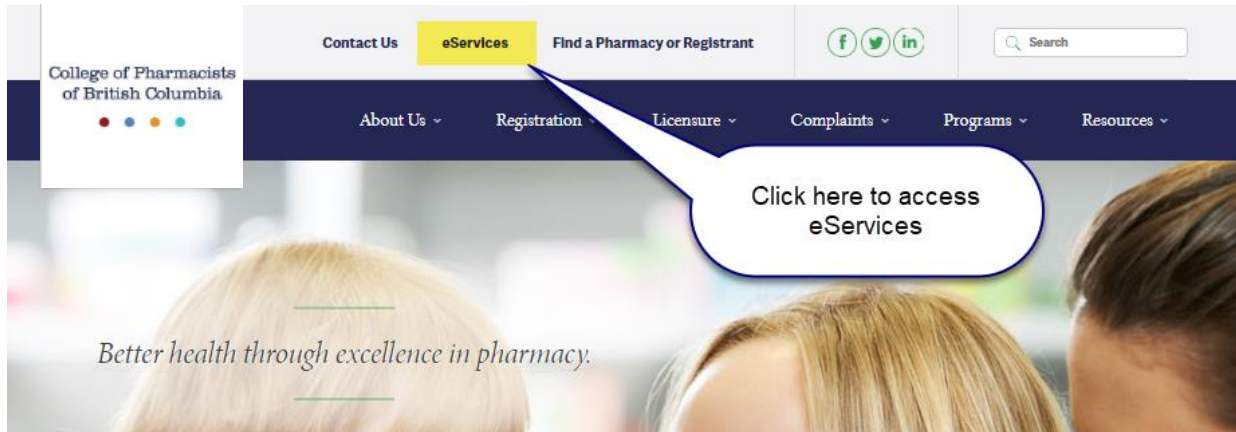 Contact Us eServices Find a Pharmacy or Registrant Search
College of Pharmacists
of British Columbia
About Us Registration Licensure Complaints Programs Resources
Click here to access
eServices
Better health through excellence in pharmacy.